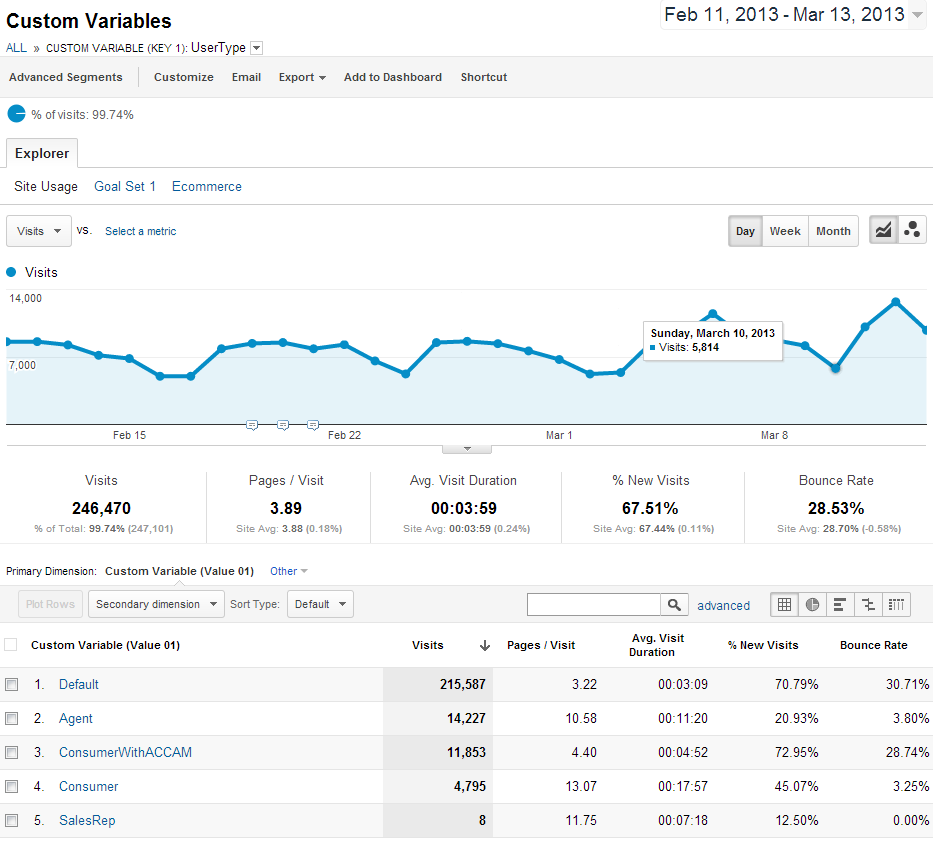 Custom Variables
Feb 11, 2013 - Mar 13, 2013
ALL » CUSTOM VARIABLE (KEY 1): UserType
Advanced Segments Customize Email Export Add to Dashboard Shortcut
% of visits: 99.74%
Explorer
Site Usage Goal Set 1 Ecommerce
Visits vs. Select a metric Day Week Month
Visits
14,000
Sunday, March 10, 2013
Visits: 5,814
7,000
Feb 15 Feb 22 Mar 1 Mar 8
Visits Pages / Visit Avg. Visit Duration % New Visits Bounce Rate
246,470 3.89 00:03:59 67.51% 28.53%
% of Total: 99.74% (247,101) Site Avg: 3.88 (0.18%) Site Avg: 00:03:59 (0.24%) Site Avg: 67.44% (0.11%) Site Avg: 28.70% (-0.58%)
Primary Dimension: Custom Variable (Value 01) Other
Plot Rows Secondary dimension Sort Type: Default advanced
Custom Variable (Value 01) Visits Pages / Visit Avg. Visit Duration % New Visits Bounce Rate
1. Default 215,587 3.22 00:03:09 70.79% 30.71%
2. Agent 14,227 10.58 00:11:20 20.93% 3.80%
3. ConsumerWithACCAM 11,853 4.40 00:04:52 72.95% 28.74%
4. Consumer 4,795 13.07 00:17:57 45.07% 3.25%
5. SalesRep 8 11.75 00:07:18 12.50% 0.00%